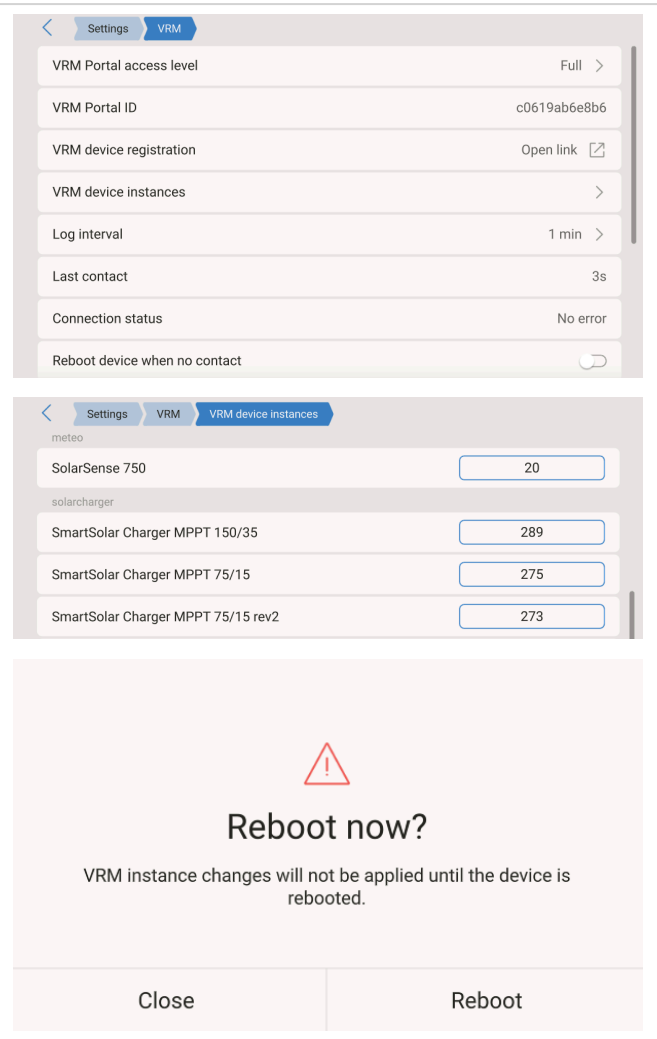 Settings VRM
VRM Portal access level Full
VRM Portal ID c0619ab6e8b6
VRM device registration Open link
VRM device instances
Log interval 1 min
Last contact 3s
Connection status No error
Reboot device when no contact
Settings VRM VRM device instances
meteo
SolarSense 750 20
solarcharger
SmartSolar Charger MPPT 150/35 289
SmartSolar Charger MPPT 75/15 275
SmartSolar Charger MPPT 75/15 rev2 273
Reboot now?
VRM instance changes will not be applied until the device is
rebooted.
Close Reboot